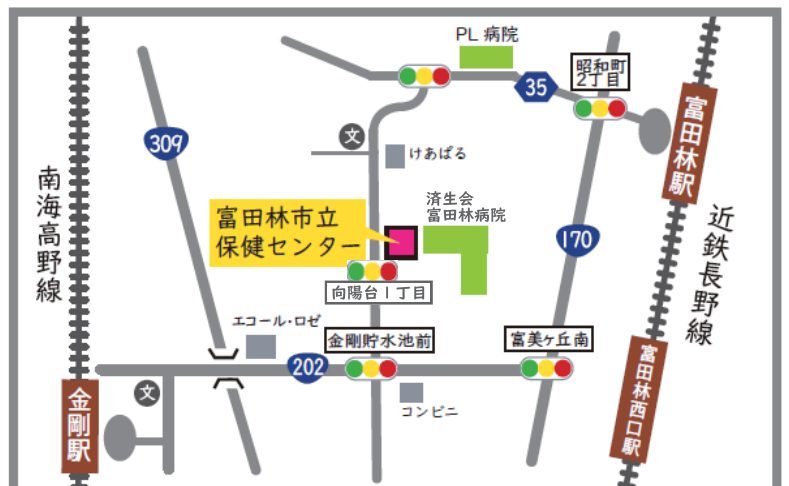 PL 病院
昭和町
2丁目
35
富田林駅
309
文
けあぱる
南海高野線
済生会
富田林病院
富田林市立
保健センター
近鉄長野線
170
向陽台1丁目
エコール・ロゼ
金剛貯水池前
富美ヶ丘南
202
富田林西口駅
文
コンビニ
金剛駅